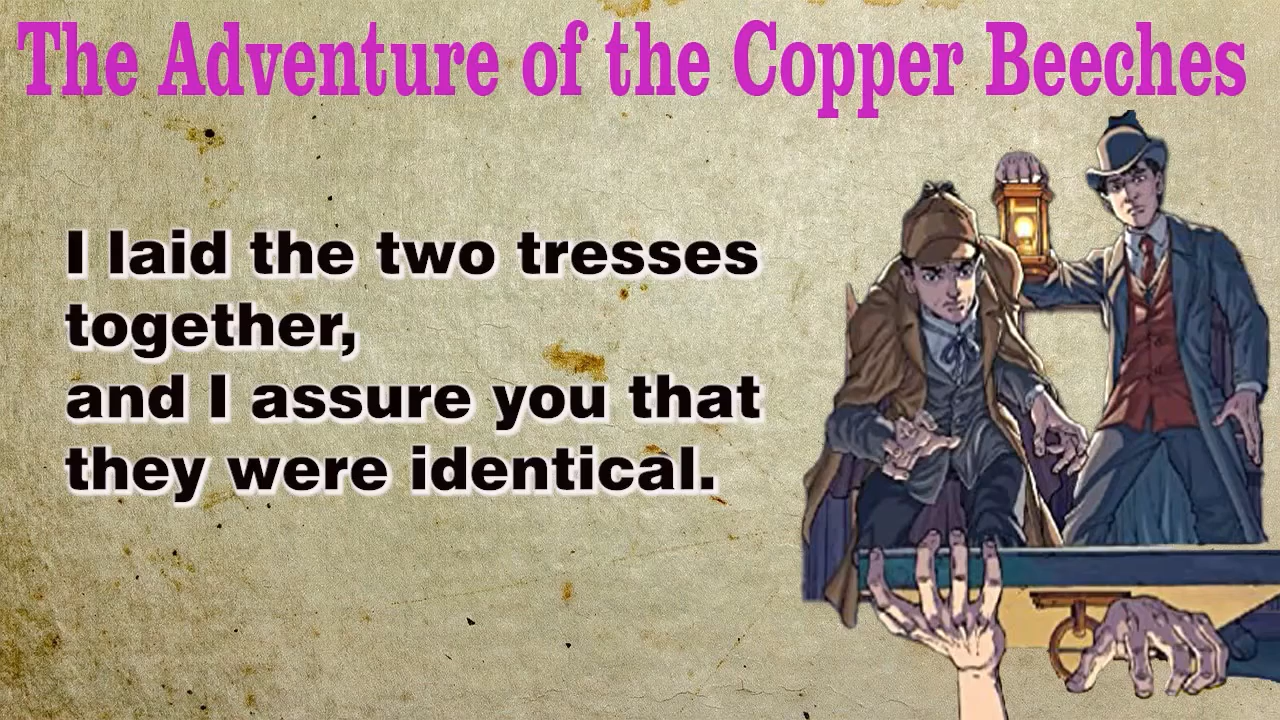 The Adventure of the Copper Beeches
I laid the two tresses
together,
and I assure you that
they were identical.